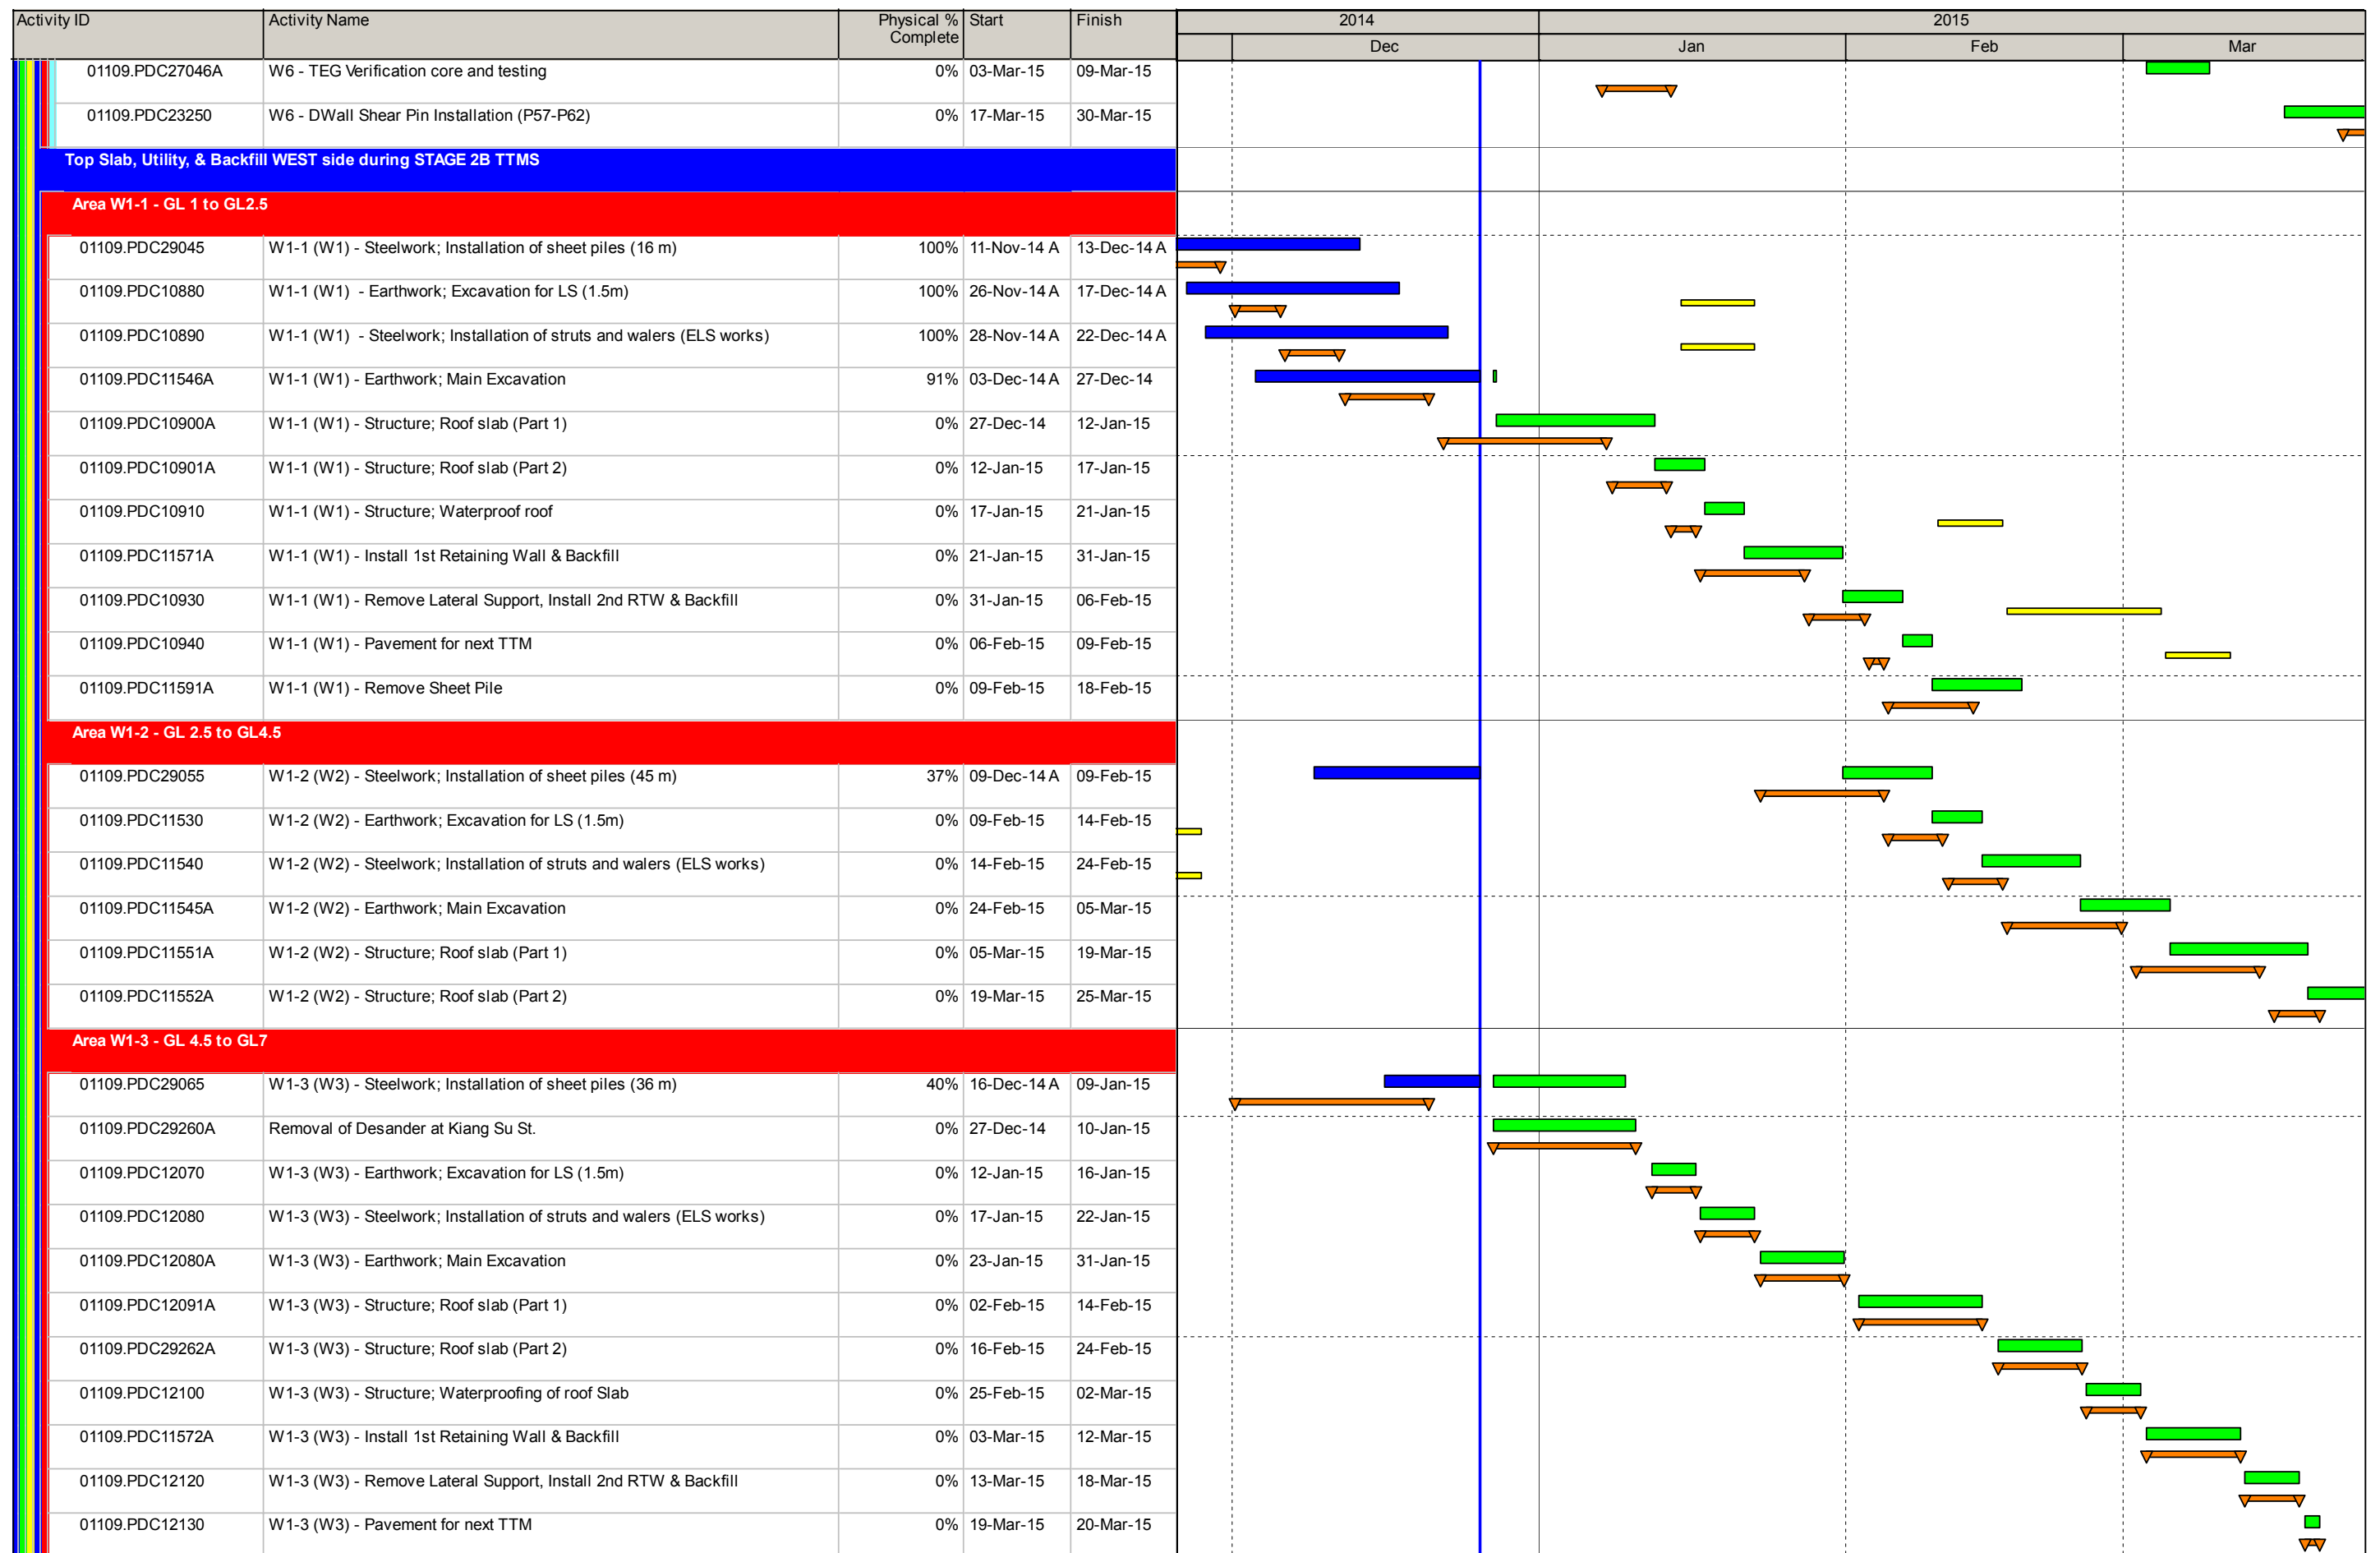 Activity ID Activity Name Physical % Start Finish 2014 2015
Complete Dec Jan Feb Mar
01109.PDC27046A W6 - TEG Verification core and testing 0% 03-Mar-15 09-Mar-15
01109.PDC23250 W6 - DWall Shear Pin Installation (P57-P62) 0% 17-Mar-15 30-Mar-15
Top Slab, Utility, & Backfill WEST side during STAGE 2B TTMS
Area W1-1 - GL 1 to GL2.5
01109.PDC29045 W1-1 (W1) - Steelwork; Installation of sheet piles (16 m) 100% 11-Nov-14 A 13-Dec-14 A
01109.PDC10880 W1-1 (W1) - Earthwork; Excavation for LS (1.5m) 100% 26-Nov-14 A 17-Dec-14 A
01109.PDC10890 W1-1 (W1) - Steelwork; Installation of struts and walers (ELS works) 100% 28-Nov-14 A 22-Dec-14 A
01109.PDC11546A W1-1 (W1) - Earthwork; Main Excavation 91% 03-Dec-14 A 27-Dec-14
01109.PDC10900A W1-1 (W1) - Structure; Roof slab (Part 1) 0% 27-Dec-14 12-Jan-15
01109.PDC10901A W1-1 (W1) - Structure; Roof slab (Part 2) 0% 12-Jan-15 17-Jan-15
01109.PDC10910 W1-1 (W1) - Structure; Waterproof roof 0% 17-Jan-15 21-Jan-15
01109.PDC11571A W1-1 (W1) - Install 1st Retaining Wall & Backfill 0% 21-Jan-15 31-Jan-15
01109.PDC10930 W1-1 (W1) - Remove Lateral Support, Install 2nd RTW & Backfill 0% 31-Jan-15 06-Feb-15
01109.PDC10940 W1-1 (W1) - Pavement for next TTM 0% 06-Feb-15 09-Feb-15
01109.PDC11591A W1-1 (W1) - Remove Sheet Pile 0% 09-Feb-15 18-Feb-15
Area W1-2 - GL 2.5 to GL4.5
01109.PDC29055 W1-2 (W2) - Steelwork; Installation of sheet piles (45 m) 37% 09-Dec-14 A 09-Feb-15
01109.PDC11530 W1-2 (W2) - Earthwork; Excavation for LS (1.5m) 0% 09-Feb-15 14-Feb-15
01109.PDC11540 W1-2 (W2) - Steelwork; Installation of struts and walers (ELS works) 0% 14-Feb-15 24-Feb-15
01109.PDC11545A W1-2 (W2) - Earthwork; Main Excavation 0% 24-Feb-15 05-Mar-15
01109.PDC11551A W1-2 (W2) - Structure; Roof slab (Part 1) 0% 05-Mar-15 19-Mar-15
01109.PDC11552A W1-2 (W2) - Structure; Roof slab (Part 2) 0% 19-Mar-15 25-Mar-15
Area W1-3 - GL 4.5 to GL7
01109.PDC29065 W1-3 (W3) - Steelwork; Installation of sheet piles (36 m) 40% 16-Dec-14 A 09-Jan-15
01109.PDC29260A Removal of Desander at Kiang Su St. 0% 27-Dec-14 10-Jan-15
01109.PDC12070 W1-3 (W3) - Earthwork; Excavation for LS (1.5m) 0% 12-Jan-15 16-Jan-15
01109.PDC12080 W1-3 (W3) - Steelwork; Installation of struts and walers (ELS works) 0% 17-Jan-15 22-Jan-15
01109.PDC12080A W1-3 (W3) - Earthwork; Main Excavation 0% 23-Jan-15 31-Jan-15
01109.PDC12091A W1-3 (W3) - Structure; Roof slab (Part 1) 0% 02-Feb-15 14-Feb-15
01109.PDC29262A W1-3 (W3) - Structure; Roof slab (Part 2) 0% 16-Feb-15 24-Feb-15
01109.PDC12100 W1-3 (W3) - Structure; Waterproofing of roof Slab 0% 25-Feb-15 02-Mar-15
01109.PDC11572A W1-3 (W3) - Install 1st Retaining Wall & Backfill 0% 03-Mar-15 12-Mar-15
01109.PDC12120 W1-3 (W3) - Remove Lateral Support, Install 2nd RTW & Backfill 0% 13-Mar-15 18-Mar-15
01109.PDC12130 W1-3 (W3) - Pavement for next TTM 0% 19-Mar-15 20-Mar-15